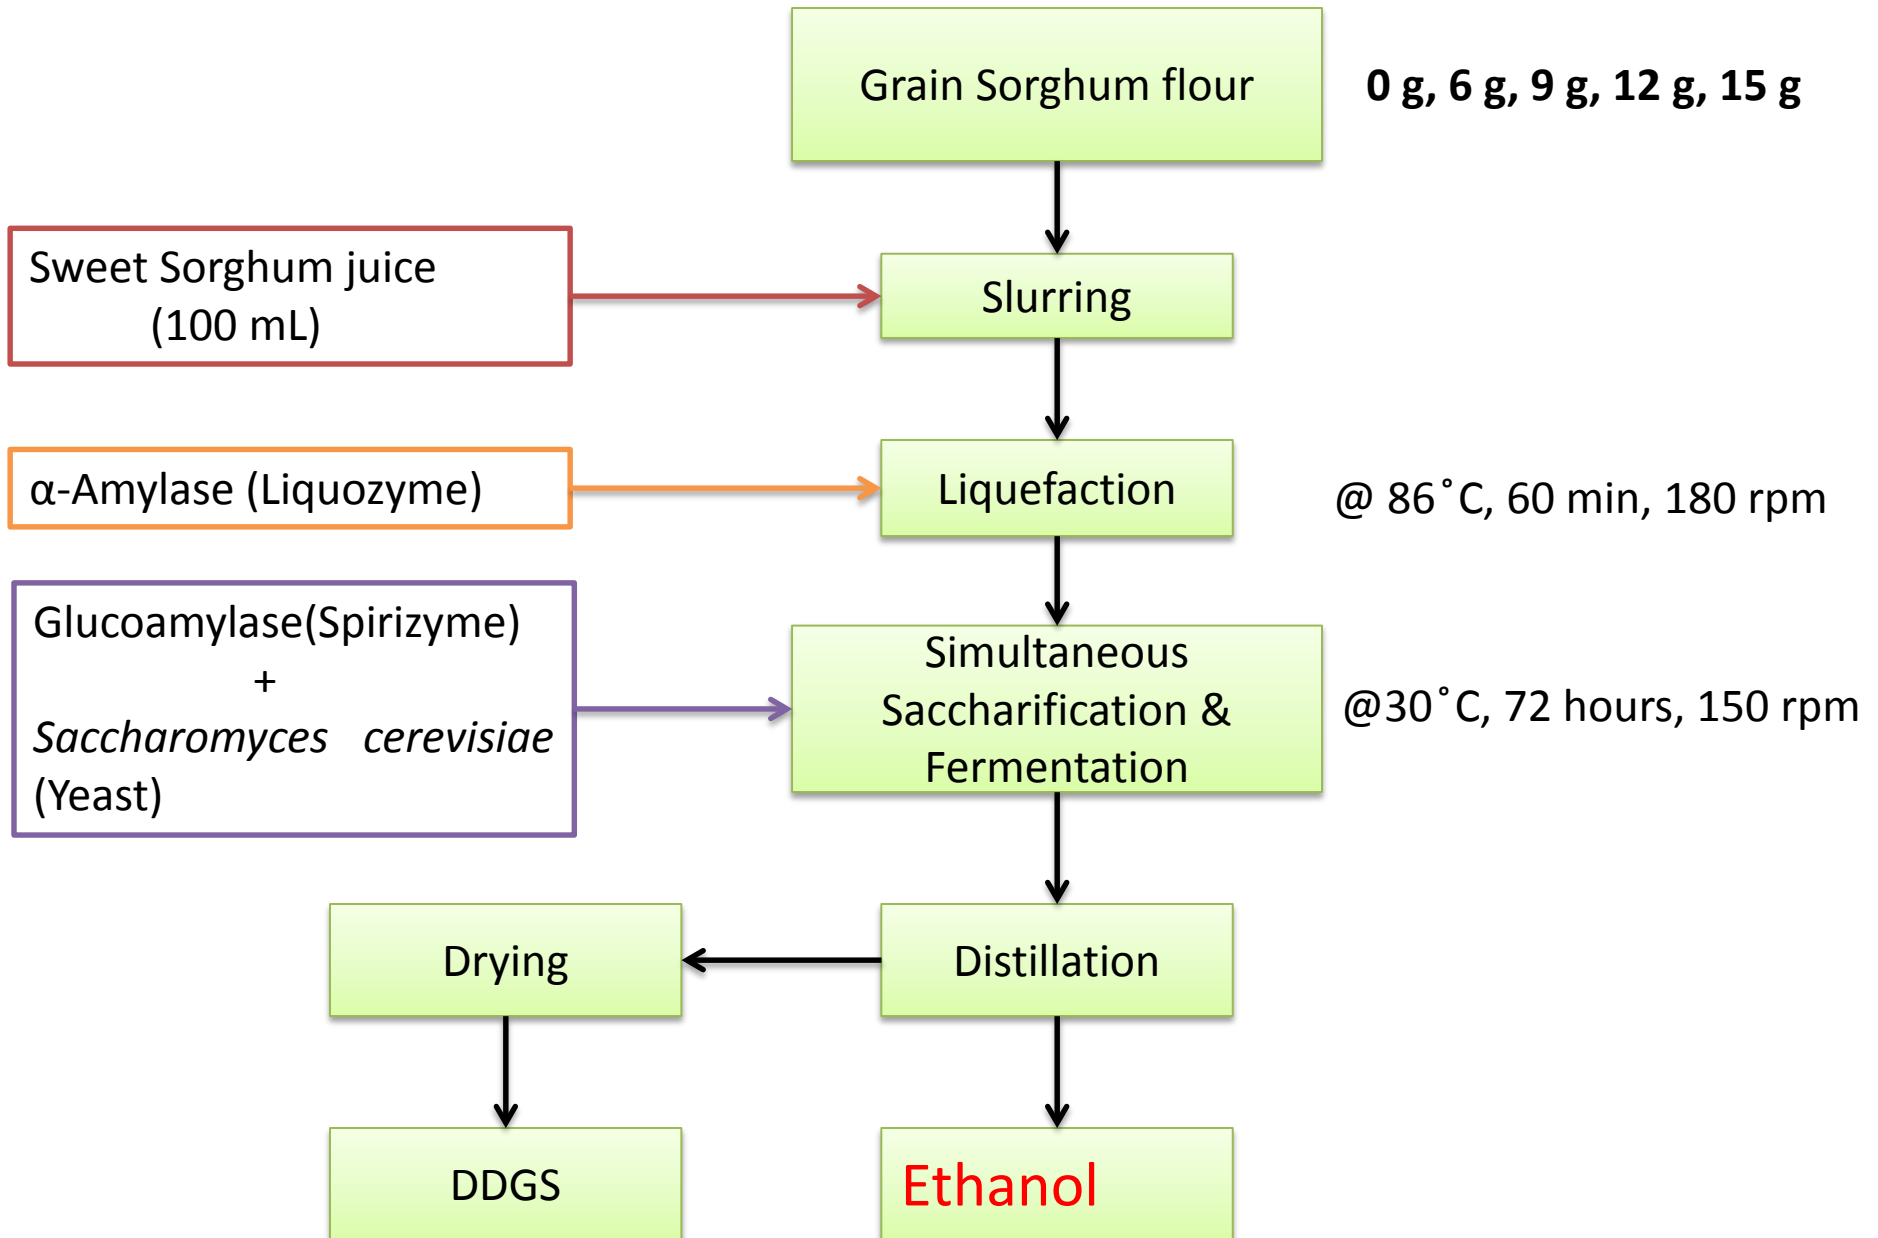 Grain Sorghum flour
0 g, 6 g, 9 g, 12 g, 15 g
Sweet Sorghum juice
(100 mL)
Slurring
α-Amylase (Liquozyme)
Liquefaction
@ 86˚C, 60 min, 180 rpm
Glucoamylase(Spirizyme)
+
Saccharomyces cerevisiae
(Yeast)
Simultaneous
Saccharification &
Fermentation
@30˚C, 72 hours, 150 rpm
Drying
Distillation
DDGS
Ethanol